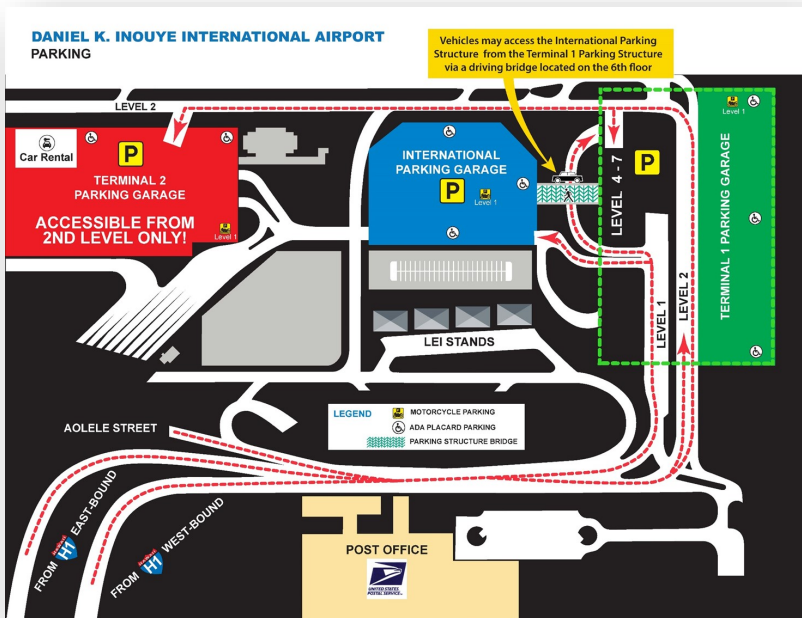 DANIEL K. INOUYE INTERNATIONAL AIRPORT
PARKING
Vehicles may access the International Parking
Structure from the Terminal 1 Parking Structure
via a driving bridge located on the 6th floor
LEVEL 2
Car Rental
P
TERMINAL 2
PARKING GARAGE
ACCESSIBLE FROM
2ND LEVEL ONLY!
Level 1
INTERNATIONAL
PARKING GARAGE
P
Level 1
LEVEL 4 - 7
P
Level 1
TERMINAL 1 PARKING GARAGE
LEVEL 1
LEVEL 2
LEI STANDS
LEGEND
MOTORCYCLE PARKING
ADA PLACARD PARKING
PARKING STRUCTURE BRIDGE
AOLELE STREET
FROM H1 EAST-BOUND
FROM H1 WEST-BOUND
POST OFFICE
UNITED STATES
POSTAL SERVICE